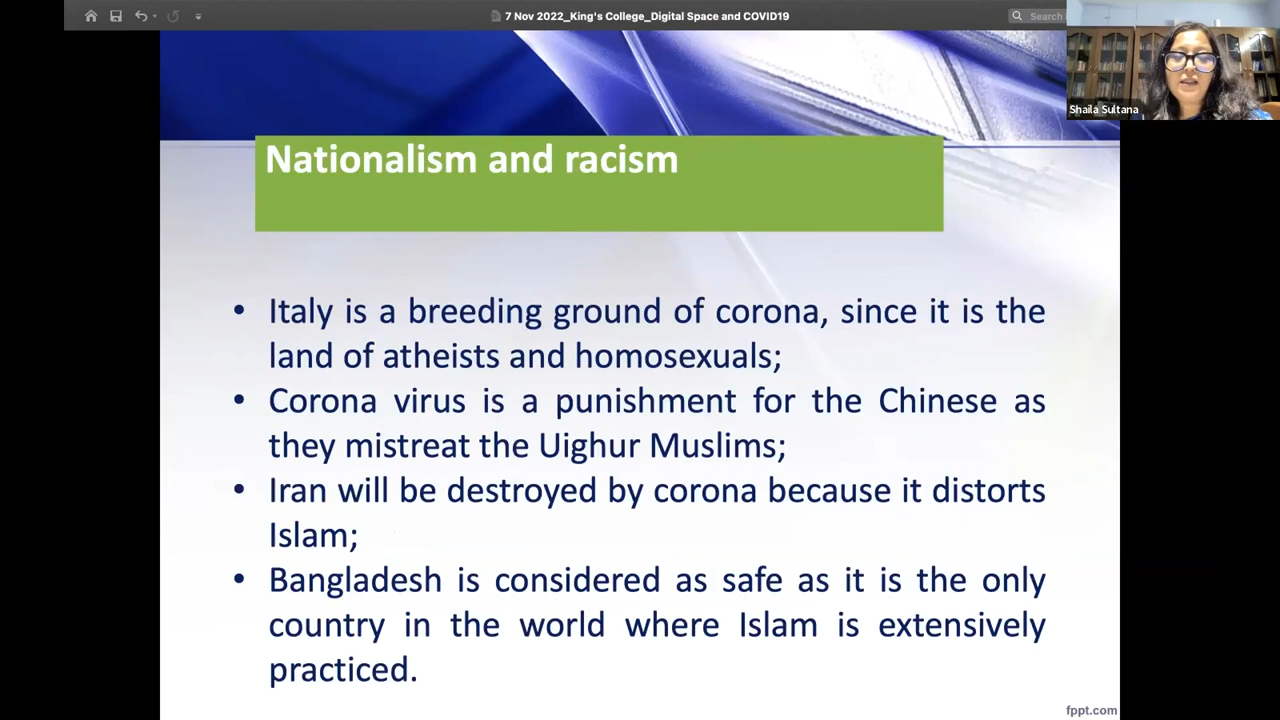 7 Nov 2022_King's College_Digital Space and COVID19
Search
Shaila Sultana
Nationalism and racism
• Italy is a breeding ground of corona, since it is the
land of atheists and homosexuals;
• Corona virus is a punishment for the Chinese as
they mistreat the Uighur Muslims;
• Iran will be destroyed by corona because it distorts
Islam;
• Bangladesh is considered as safe as it is the only
country in the world where Islam is extensively
practiced.
fppt.com